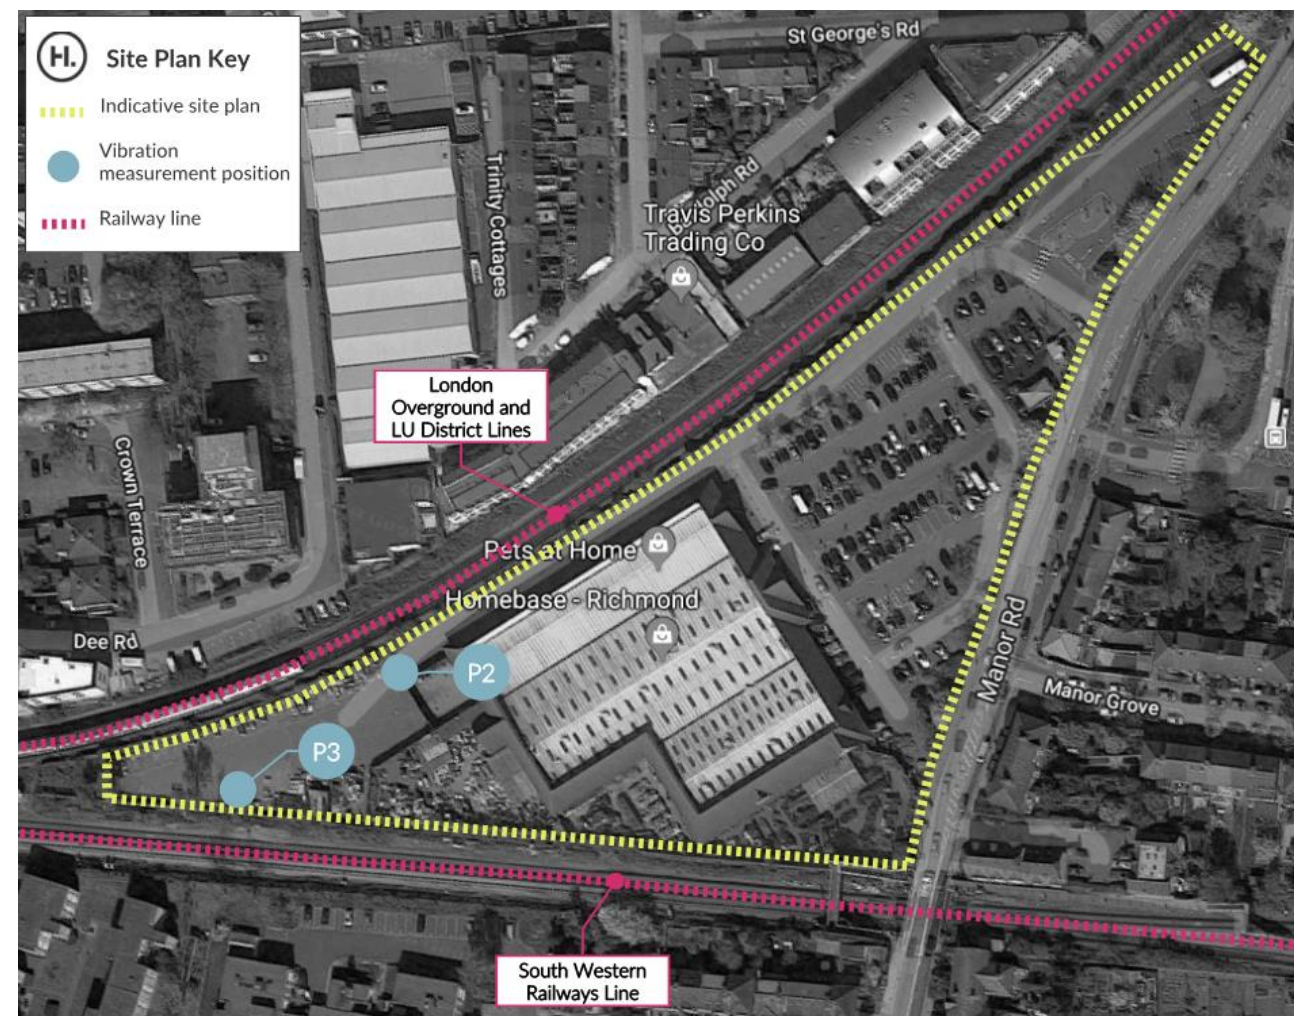 H.
Site Plan Key
Indicative site plan
Vibration
measurement position
Railway line
St George's Rd
Trinity Cottages
olph Rd
Travis Perkins
Trading Co
London
Overground and
LU District Lines
Crown Terrace
Pets at Home
Homebase - Richmond
Dee Rd
Manor Rd
Manor Grove
P2
P3
South Western
Railways Line